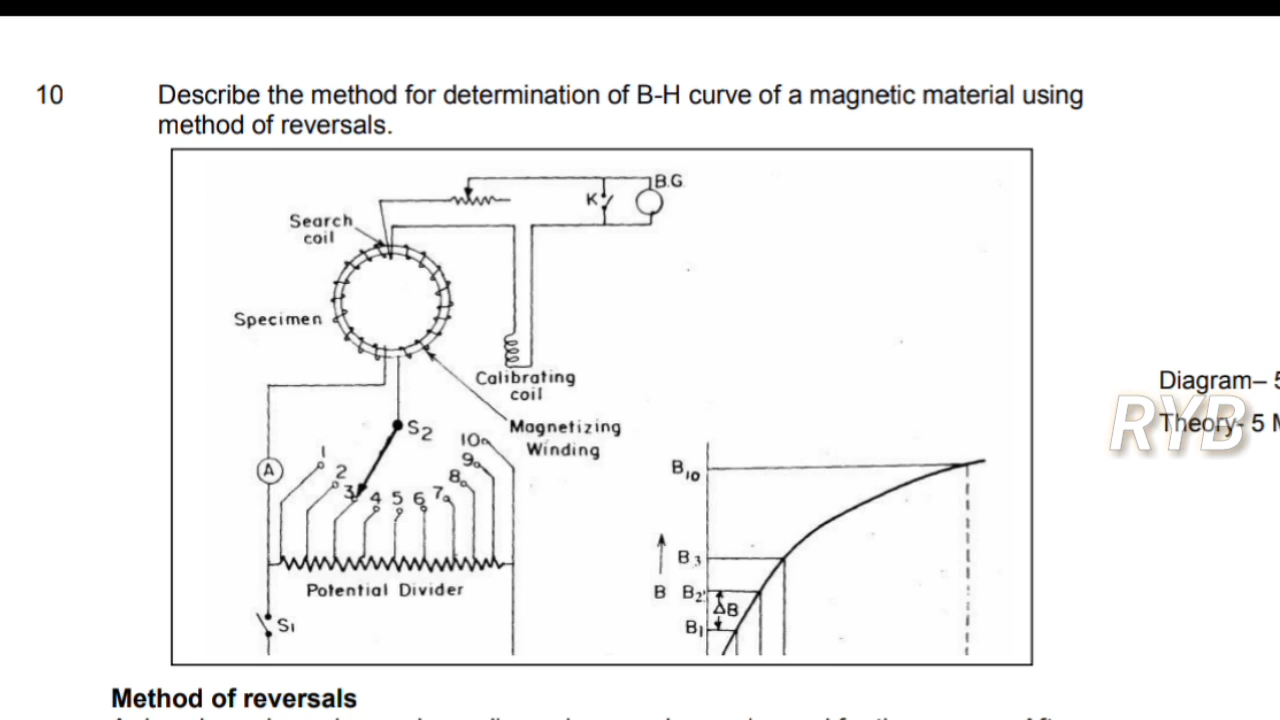 10
Describe the method for determination of B-H curve of a magnetic material using
method of reversals.
B.G
K
Search
coil
Specimen
Calibrating
coil
S2
Magnetizing
Winding
A
1
2
3
4
5
6
7
8
9
10
Potential Divider
S1
B10
B3
B
B2
ΔB
B1
Diagram– 5
Theory- 5 M
RYB
Method of reversals